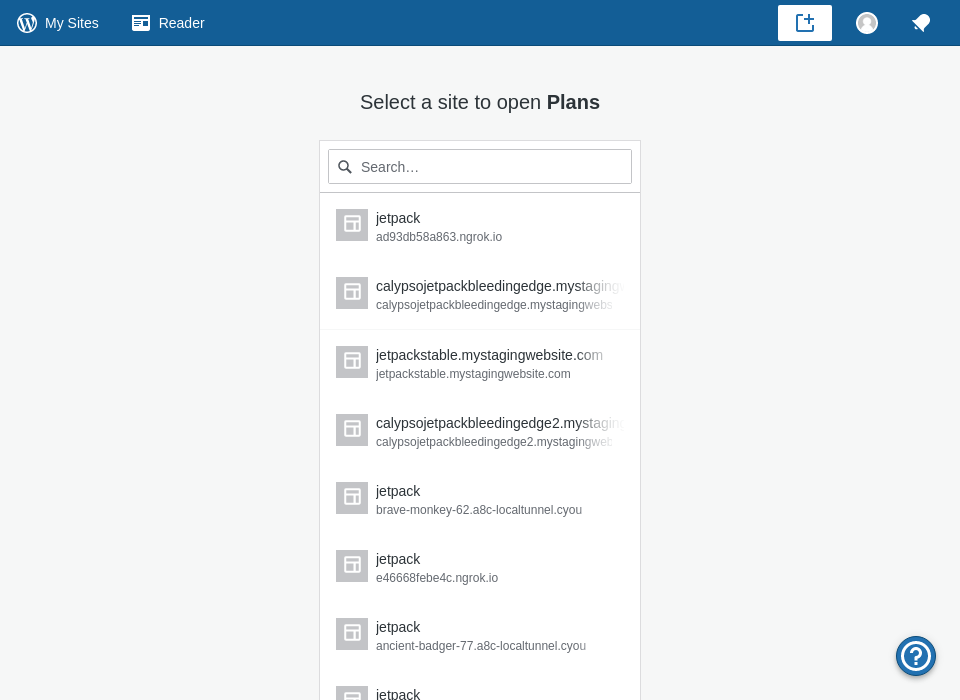 My Sites
Reader
Select a site to open Plans
Search…
jetpack
ad93db58a863.ngrok.io
calypsojetpackbleedingedge.mystaging
calypsojetpackbleedingedge.mystagingwebs
jetpackstable.mystagingwebsite.com
jetpackstable.mystagingwebsite.com
calypsojetpackbleedingedge2.mystaging
calypsojetpackbleedingedge2.mystagingweb
jetpack
brave-monkey-62.a8c-localtunnel.cyou
jetpack
e46668febe4c.ngrok.io
jetpack
ancient-badger-77.a8c-localtunnel.cyou
jetpack